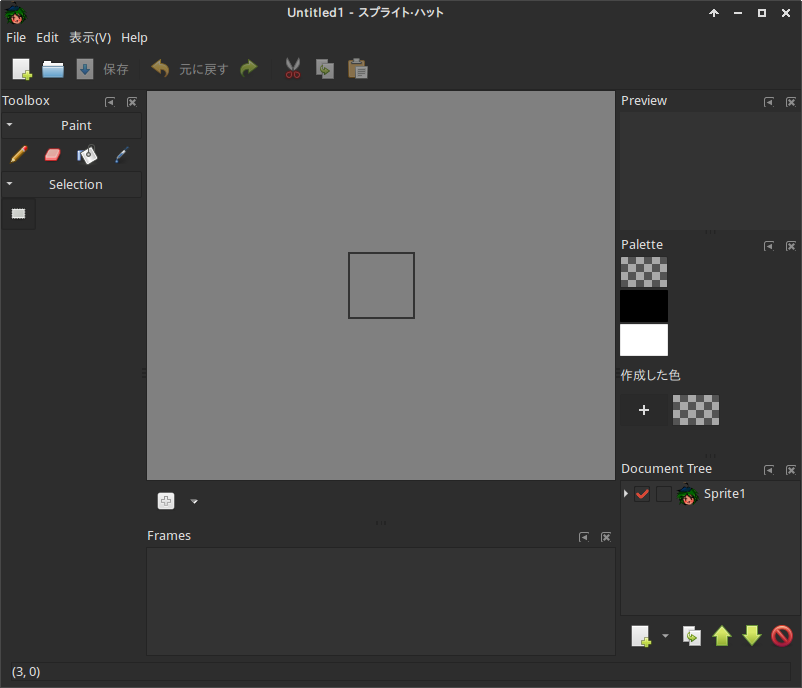 Untitled1 - スプライト・ハット
File Edit 表示(V) Help
保存 元に戻す
Toolbox
Paint
Selection
Preview
Palette
作成した色
Document Tree
Sprite1
Frames
(3, 0)